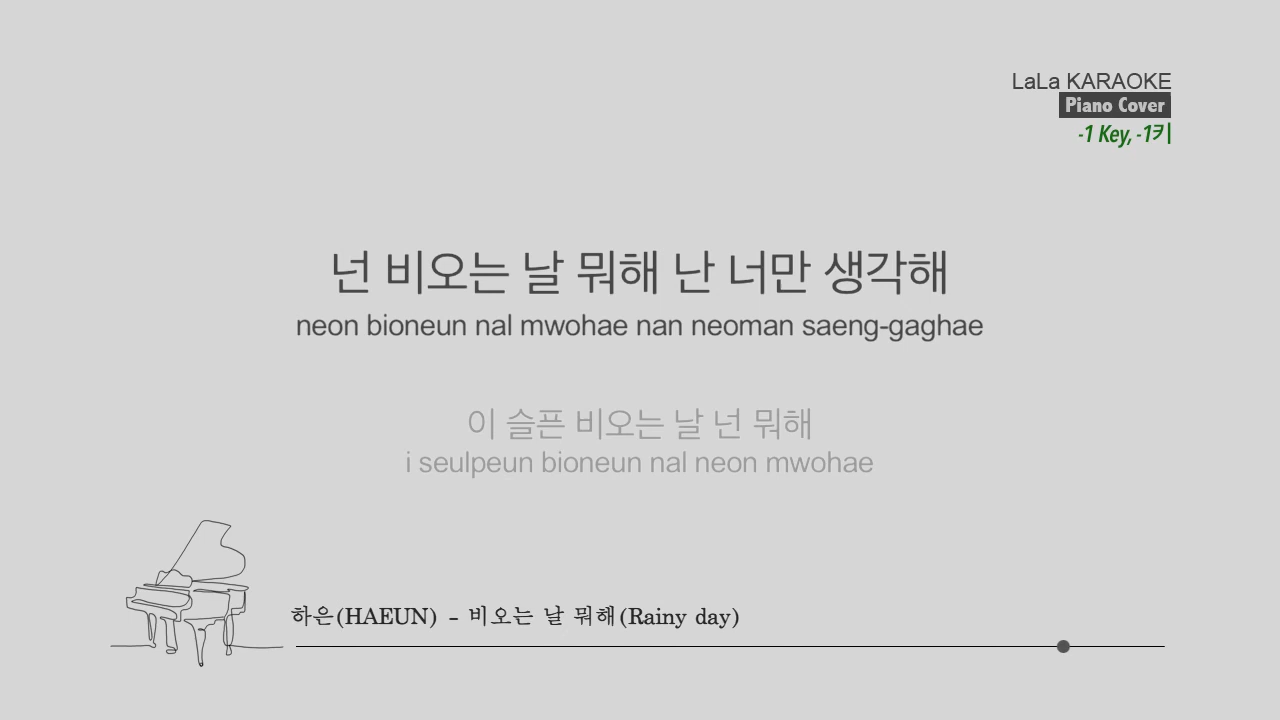 LaLa KARAOKE
Piano Cover
-1 Key, -1키
넌 비오는 날 뭐해 난 너만 생각해
neon bioneun nal mwohae nan neoman saeng-gaghae
이 슬픈 비오는 날 넌 뭐해
i seulpeun bioneun nal neon mwohae
하은(HAEUN) - 비오는 날 뭐해(Rainy day)